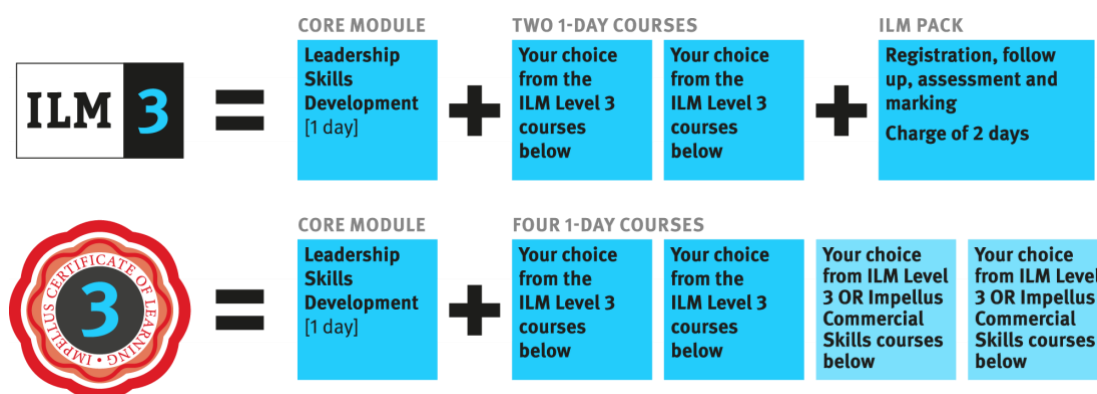 CORE MODULE
TWO 1-DAY COURSES
ILM PACK
ILM 3
Leadership
Skills
Development
[1 day]
Your choice
from the
ILM Level 3
courses
below
Your choice
from the
ILM Level 3
courses
below
Registration, follow
up, assessment and
marking
Charge of 2 days
CORE MODULE
FOUR 1-DAY COURSES
IMPELLUS CERTIFICATE OF LEARNING •
3
Leadership
Skills
Development
[1 day]
Your choice
from the
ILM Level 3
courses
below
Your choice
from the
ILM Level 3
courses
below
Your choice
from ILM Level
3 OR Impellus
Commercial
Skills courses
below
Your choice
from ILM Level
3 OR Impellus
Commercial
Skills courses
below